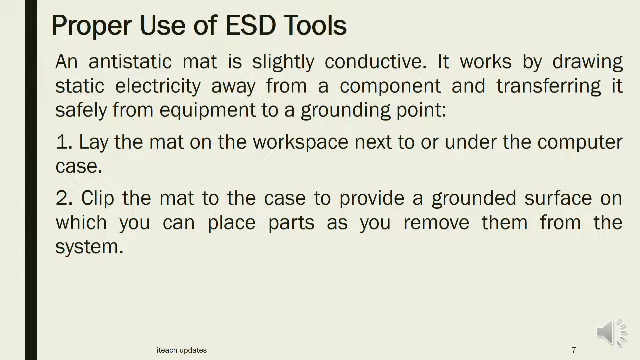 Proper Use of ESD Tools
An antistatic mat is slightly conductive. It works by drawing
static electricity away from a component and transferring it
safely from equipment to a grounding point:
1. Lay the mat on the workspace next to or under the computer
case.
2. Clip the mat to the case to provide a grounded surface on
which you can place parts as you remove them from the
system.
iteach updates
7